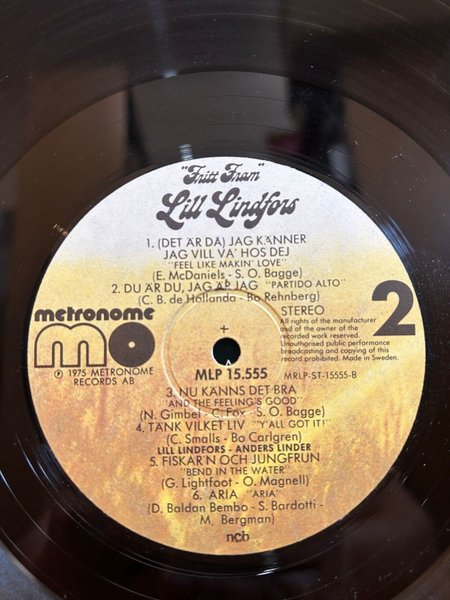 "Fritt Fram"
Lill Lindfors
1. (DET ÄR DÅ) JAG KÄNNER
JAG VILL VA' HOS DEJ
"FEEL LIKE MAKIN' LOVE"
(E. McDaniels - S. O. Bagge)
2. DU ÄR DU, JAG ÄR JAG "PARTIDO ALTO"
(C. B. de Hollanda - Bo Rehnberg)
metronome
mo
℗ 1975 METRONOME
RECORDS AB
STEREO
All rights of the manufacturer
and of the owner of the
recorded work reserved.
Unauthorised public performance
broadcasting and copying of this
record prohibited. Made in Sweden.
2
MLP 15.555
MRLP-ST-15555-B
3. NU KÄNNS DET BRA
"AND THE FEELING'S GOOD"
(N. Gimbel - C. Fox - S. O. Bagge)
4. TÄNK VILKET LIV "Y'ALL GOT IT!"
(C. Smalls - Bo Carlgren)
LILL LINDFORS - ANDERS LINDER
5. FISKAR'N OCH JUNGFRUN
"BEND IN THE WATER"
(G. Lightfoot - O. Magnell)
6. ARIA "ARIA"
(D. Baldan Bembo - S. Bardotti -
M. Bergman)
ncb